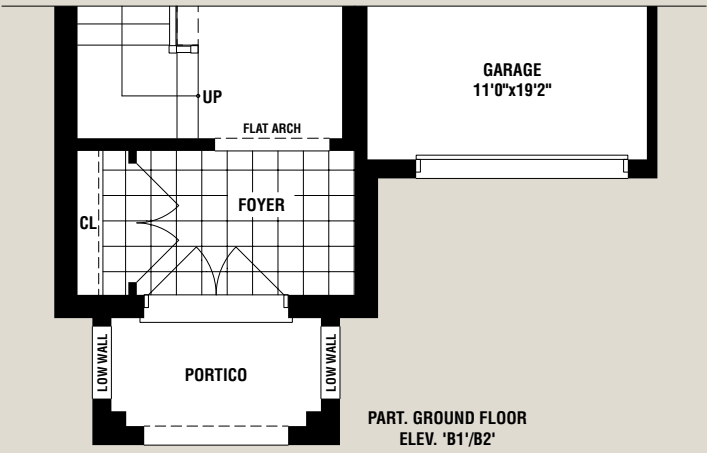 GARAGE
11'0"x19'2"
UP
FLAT ARCH
FOYER
CL
LOW WALL
PORTICO
LOW WALL
PART. GROUND FLOOR
ELEV. 'B1'/B2'